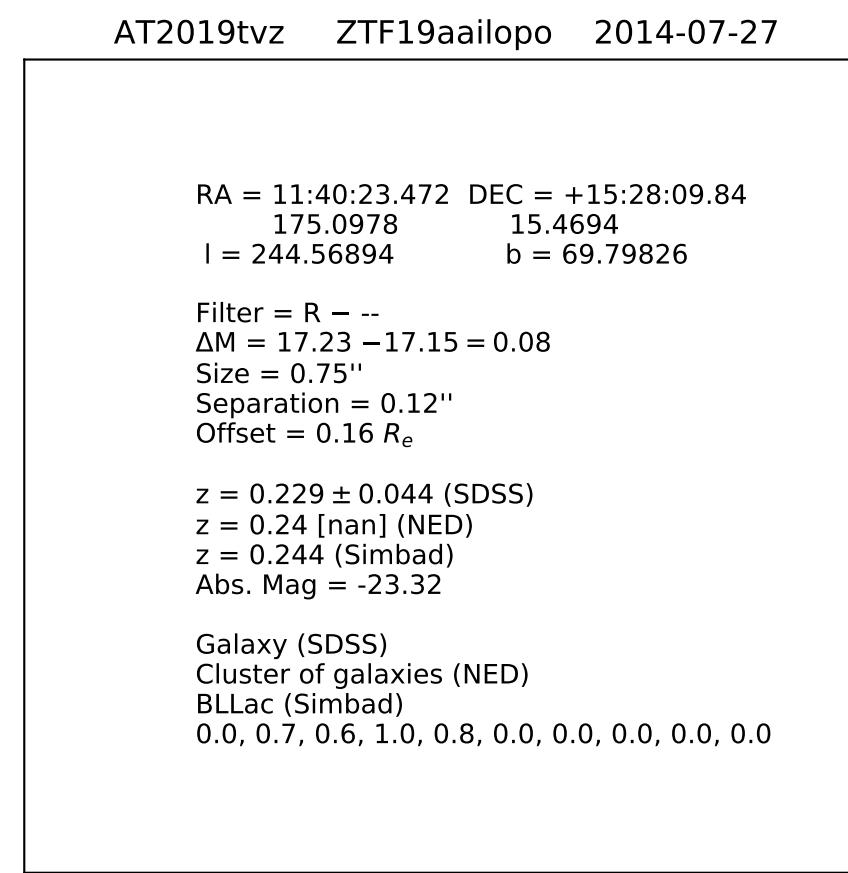 AT2019tvz ZTF19aailopo 2014-07-27
RA = 11:40:23.472 DEC = +15:28:09.84
175.0978 15.4694
l = 244.56894 b = 69.79826
Filter = R − --
ΔM = 17.23 −17.15 = 0.08
Size = 0.75''
Separation = 0.12''
Offset = 0.16 Rₑ
z = 0.229 ± 0.044 (SDSS)
z = 0.24 [nan] (NED)
z = 0.244 (Simbad)
Abs. Mag = -23.32
Galaxy (SDSS)
Cluster of galaxies (NED)
BLLac (Simbad)
0.0, 0.7, 0.6, 1.0, 0.8, 0.0, 0.0, 0.0, 0.0, 0.0